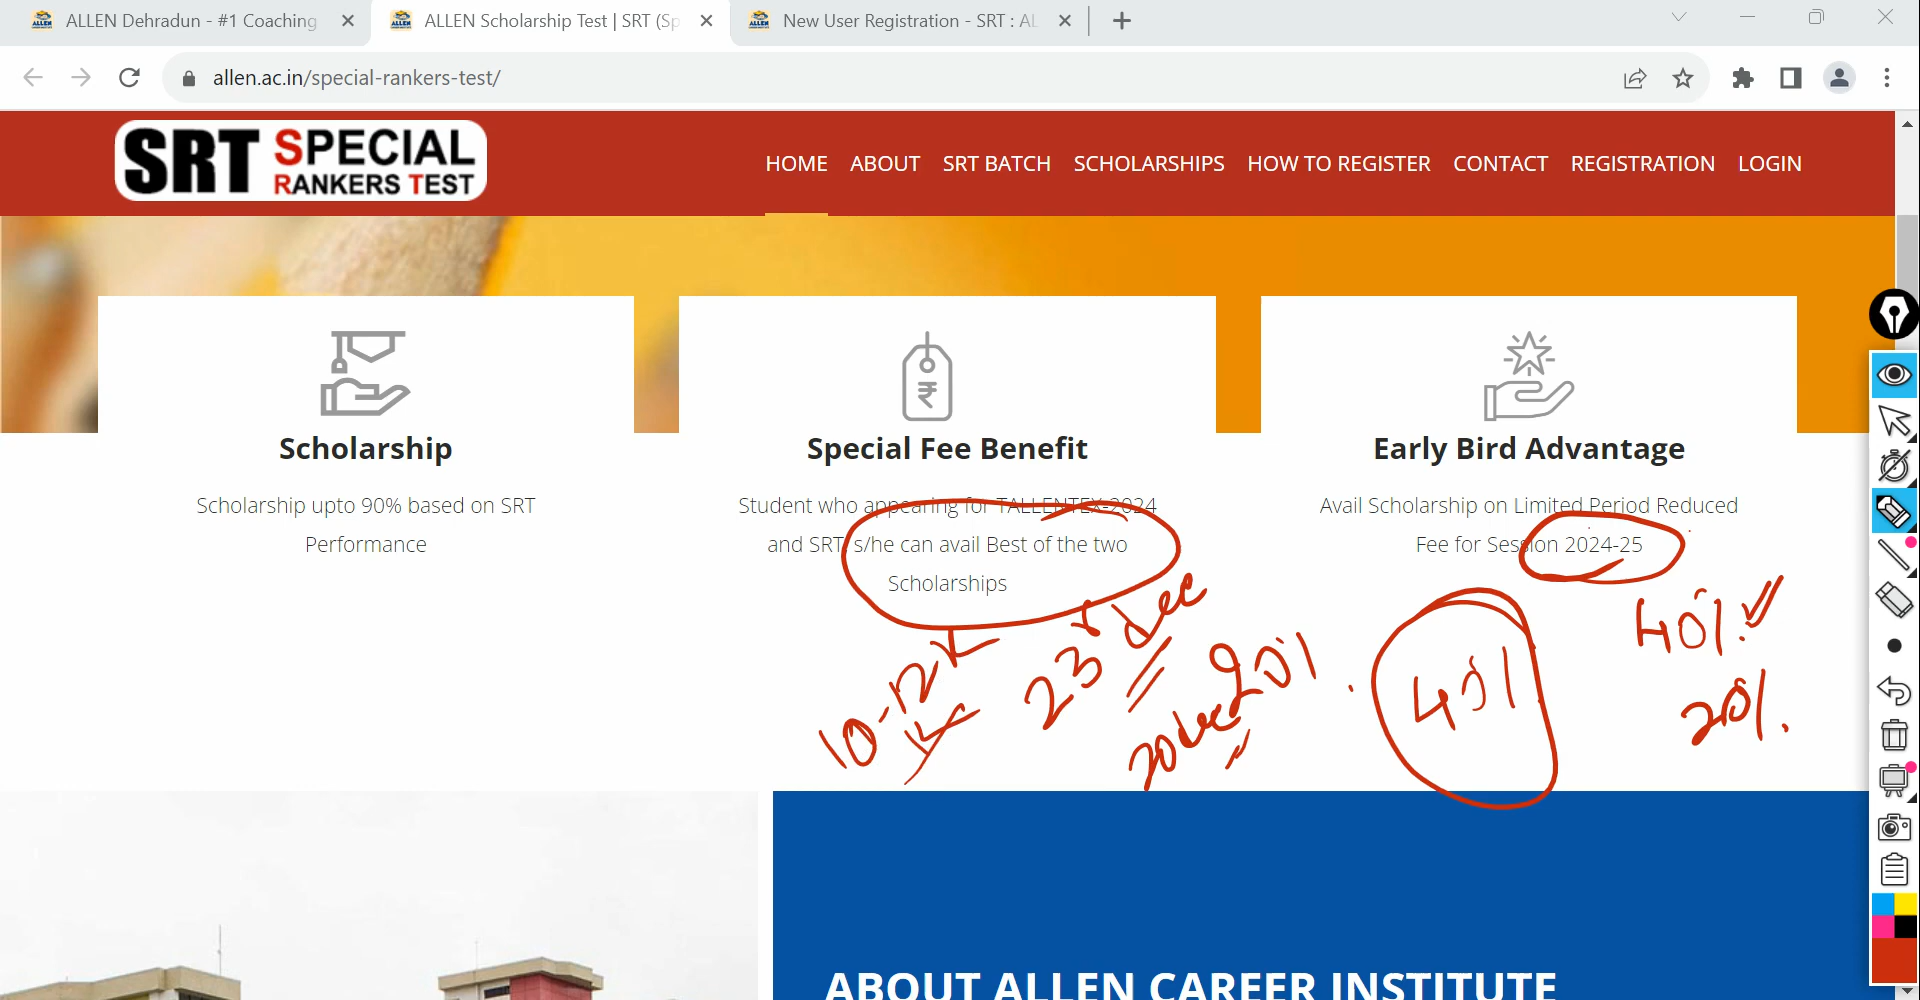 ALLEN Dehradun - #1 Coaching
ALLEN Scholarship Test | SRT (Sp
New User Registration - SRT : AL
allen.ac.in/special-rankers-test/
SRT SPECIAL RANKERS TEST
HOME ABOUT SRT BATCH SCHOLARSHIPS HOW TO REGISTER CONTACT REGISTRATION LOGIN
Scholarship
Scholarship upto 90% based on SRT
Performance
Special Fee Benefit
Student who appearing for TALLENTEX-2024
and SRT, s/he can avail Best of the two
Scholarships
Early Bird Advantage
Avail Scholarship on Limited Period Reduced
Fee for Session 2024-25
10-12k
23 dec
20 dec
20%
40%
40%
20%
ABOUT ALLEN CAREER INSTITUTE